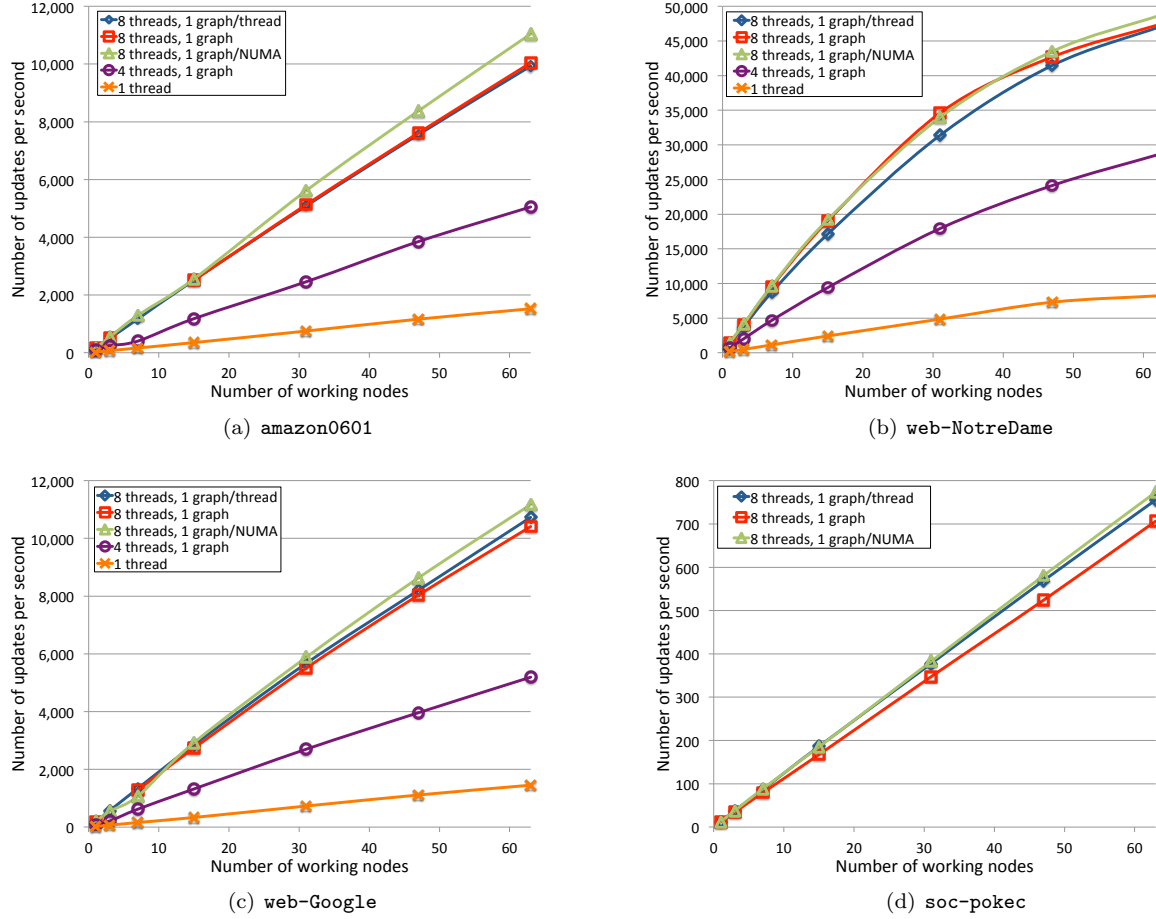 12,000
10,000
8,000
6,000
4,000
2,000
0
Number of updates per second
8 threads, 1 graph/thread
8 threads, 1 graph
8 threads, 1 graph/NUMA
4 threads, 1 graph
1 thread
0 10 20 30 40 50 60
Number of working nodes
(a) amazon0601
50,000
45,000
40,000
35,000
30,000
25,000
20,000
15,000
10,000
5,000
0
Number of updates per second
8 threads, 1 graph/thread
8 threads, 1 graph
8 threads, 1 graph/NUMA
4 threads, 1 graph
1 thread
0 10 20 30 40 50 60
Number of working nodes
(b) web-NotreDame
12,000
10,000
8,000
6,000
4,000
2,000
0
Number of updates per second
8 threads, 1 graph/thread
8 threads, 1 graph
8 threads, 1 graph/NUMA
4 threads, 1 graph
1 thread
0 10 20 30 40 50 60
Number of working nodes
(c) web-Google
800
700
600
500
400
300
200
100
0
Number of updates per second
8 threads, 1 graph/thread
8 threads, 1 graph
8 threads, 1 graph/NUMA
0 10 20 30 40 50 60
Number of working nodes
(d) soc-pokec